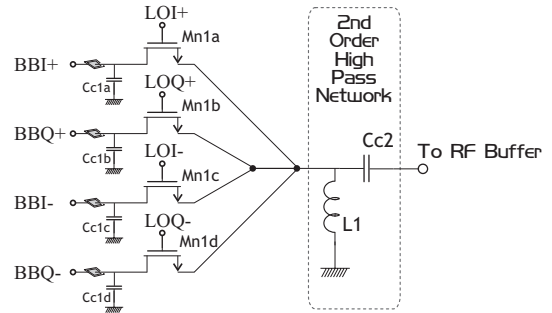 LOI+
BBI+
Mn1a
Cc1a
LOQ+
BBQ+
Mn1b
Cc1b
LOI-
BBI-
Mn1c
Cc1c
LOQ-
BBQ-
Mn1d
Cc1d
2nd
Order
High
Pass
Network
Cc2
L1
To RF Buffer